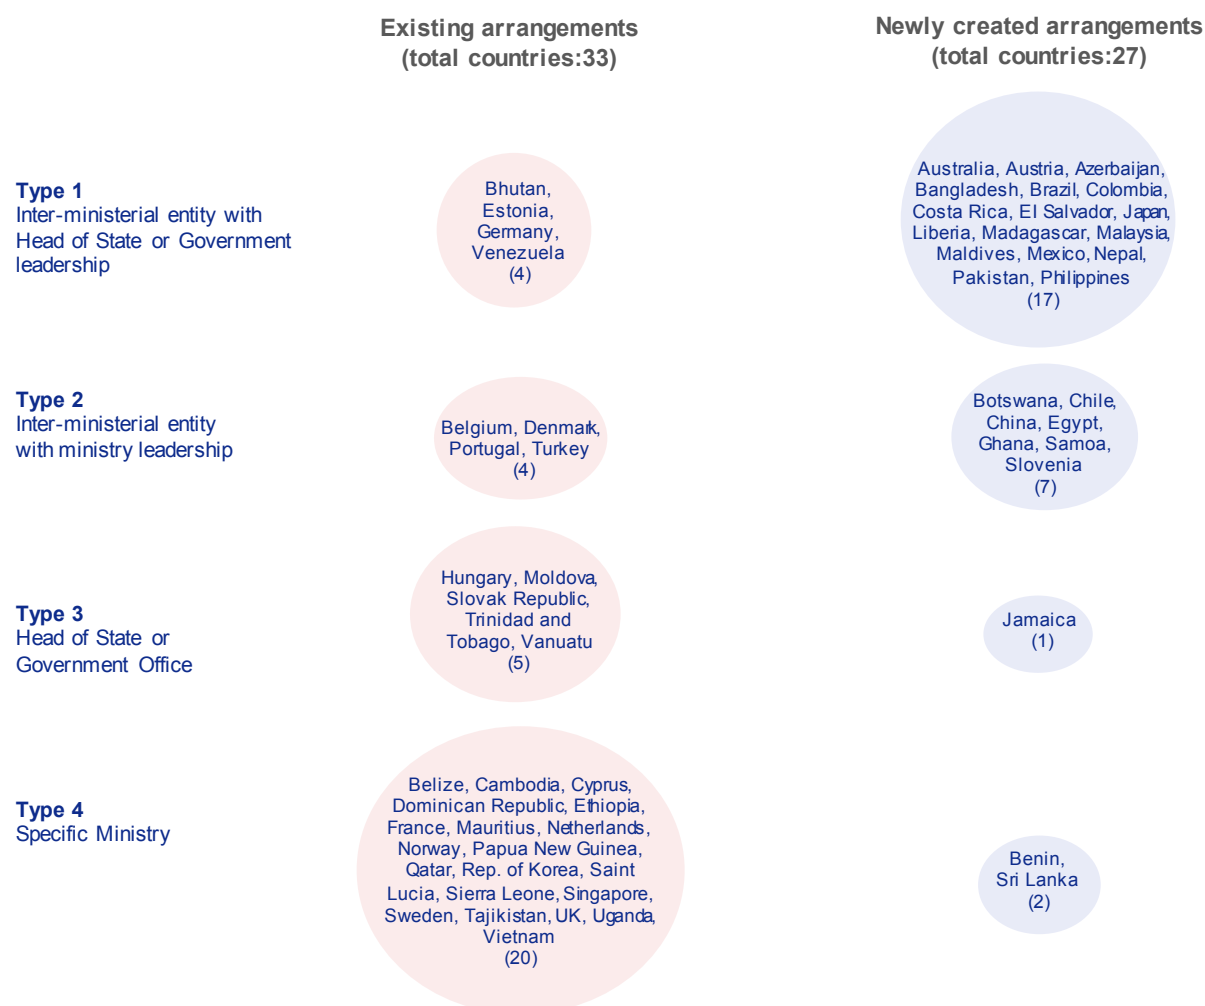 Existing arrangements
(total countries:33)
Newly created arrangements
(total countries:27)
Type 1
Inter-ministerial entity with
Head of State or Government
leadership
Bhutan,
Estonia,
Germany,
Venezuela
(4)
Australia, Austria, Azerbaijan,
Bangladesh, Brazil, Colombia,
Costa Rica, El Salvador, Japan,
Liberia, Madagascar, Malaysia,
Maldives, Mexico, Nepal,
Pakistan, Philippines
(17)
Type 2
Inter-ministerial entity
with ministry leadership
Belgium, Denmark,
Portugal, Turkey
(4)
Botswana, Chile,
China, Egypt,
Ghana, Samoa,
Slovenia
(7)
Type 3
Head of State or
Government Office
Hungary, Moldova,
Slovak Republic,
Trinidad and
Tobago, Vanuatu
(5)
Jamaica
(1)
Type 4
Specific Ministry
Belize, Cambodia, Cyprus,
Dominican Republic, Ethiopia,
France, Mauritius, Netherlands,
Norway, Papua New Guinea,
Qatar, Rep. of Korea, Saint
Lucia, Sierra Leone, Singapore,
Sweden, Tajikistan, UK, Uganda,
Vietnam
(20)
Benin,
Sri Lanka
(2)